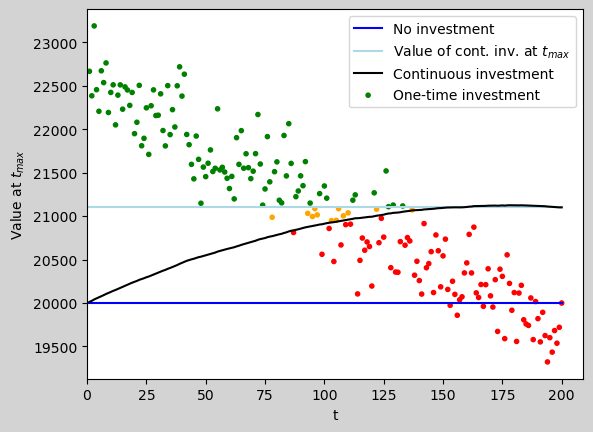 No investment
Value of cont. inv. at t_max
Continuous investment
One-time investment
23000
22500
22000
21500
21000
20500
20000
19500
Value at t_max
0
25
50
75
100
125
150
175
200
t